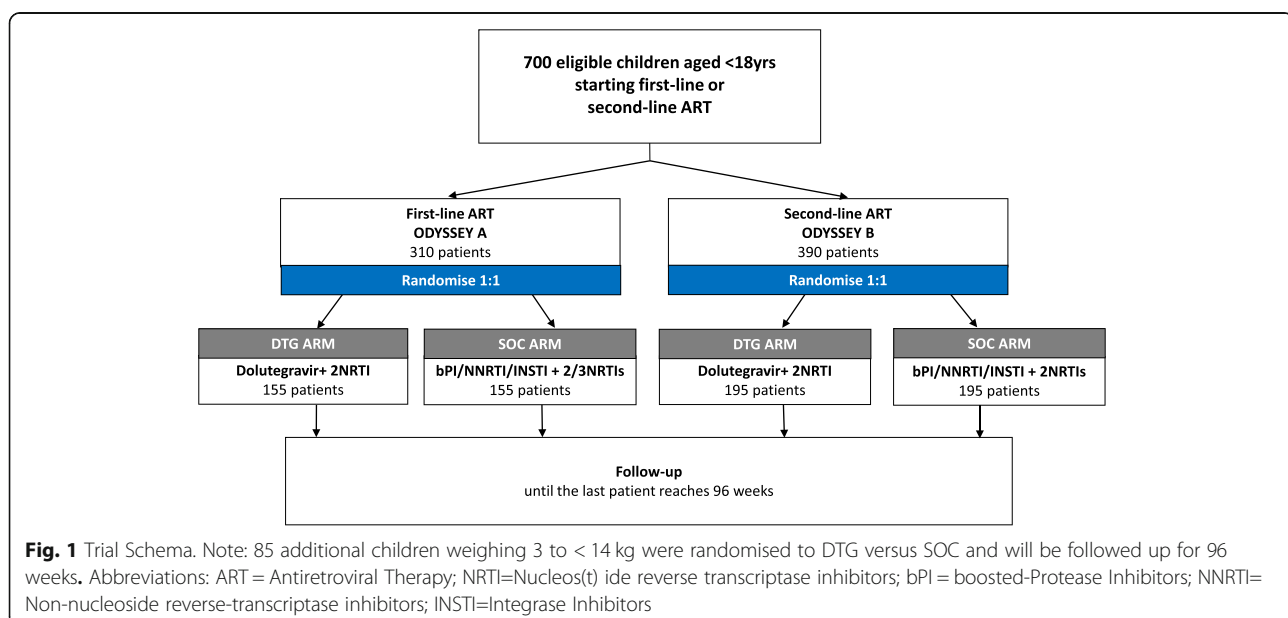 700 eligible children aged <18yrs
starting first-line or
second-line ART
First-line ART
ODYSSEY A
310 patients
Randomise 1:1
Second-line ART
ODYSSEY B
390 patients
Randomise 1:1
DTG ARM
Dolutegravir+ 2NRTI
155 patients
SOC ARM
bPI/NNRTI/INSTI + 2/3NRTIs
155 patients
DTG ARM
Dolutegravir+ 2NRTI
195 patients
SOC ARM
bPI/NNRTI/INSTI + 2NRTIs
195 patients
Follow-up
until the last patient reaches 96 weeks
Fig. 1 Trial Schema. Note: 85 additional children weighing 3 to < 14 kg were randomised to DTG versus SOC and will be followed up for 96
weeks. Abbreviations: ART = Antiretroviral Therapy; NRTI=Nucleos(t) ide reverse transcriptase inhibitors; bPI = boosted-Protease Inhibitors; NNRTI=
Non-nucleoside reverse-transcriptase inhibitors; INSTI=Integrase Inhibitors